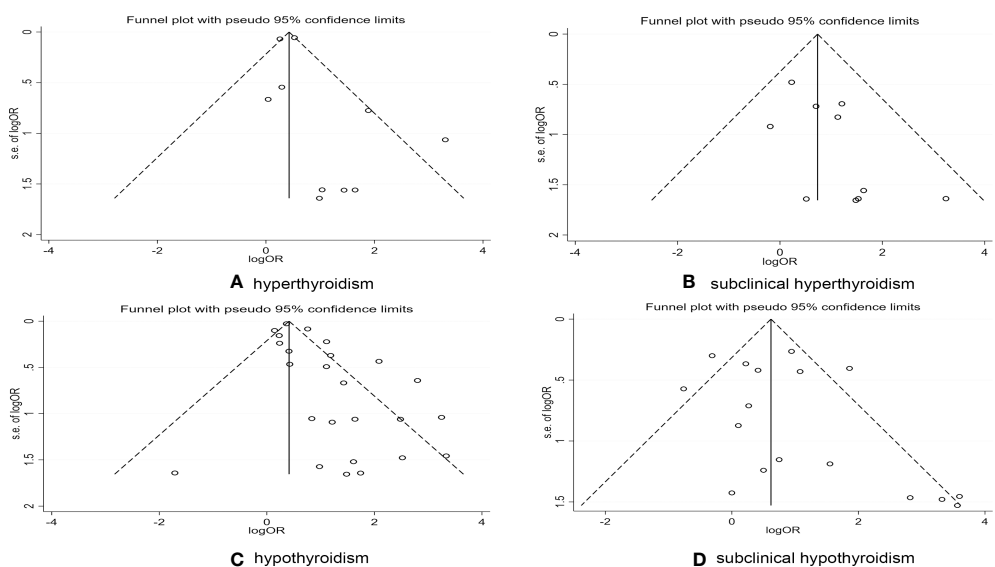 Funnel plot with pseudo 95% confidence limits
Funnel plot with pseudo 95% confidence limits
0
.5
1
1.5
2
s.e. of logOR
-4 -2 0 2 4
logOR
0
.5
1
1.5
2
s.e. of logOR
-4 -2 0 2 4
logOR
A hyperthyroidism
B subclinical hyperthyroidism
Funnel plot with pseudo 95% confidence limits
Funnel plot with pseudo 95% confidence limits
0
.5
1
1.5
2
s.e. of logOR
-4 -2 0 2 4
logOR
0
.5
1
1.5
s.e. of logOR
-2 0 2 4
logOR
C hypothyroidism
D subclinical hypothyroidism